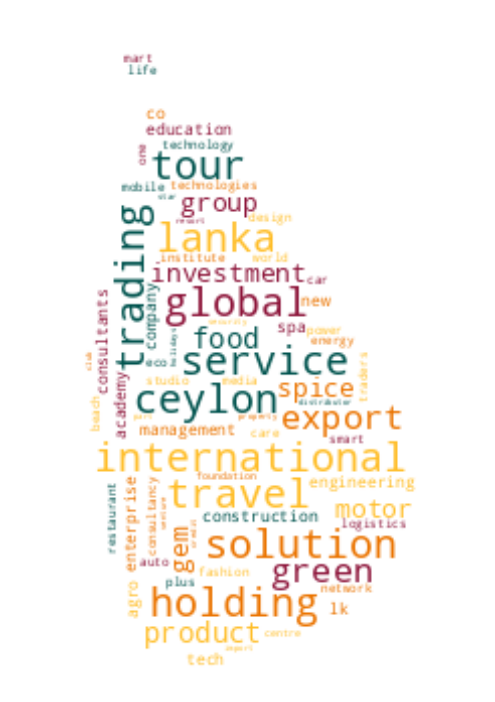 mart
life
co
education
technology
one
tour
mobile
technologies
star
group
resort
design
trading
lanka
institute
world
investment
car
company
consultants
global
new
security
spa
power
food
energy
holidays
service
eco
club
academy
studio
media
traders
ceylon
spice
distributor
beach
port
property
export
management
care
smart
international
foundation
travel
engineering
restaurant
enterprise
consultancy
construction
motor
logistics
gem
solution
auto
green
plus
fashion
network
agro
holding
lk
product
centre
import
tech